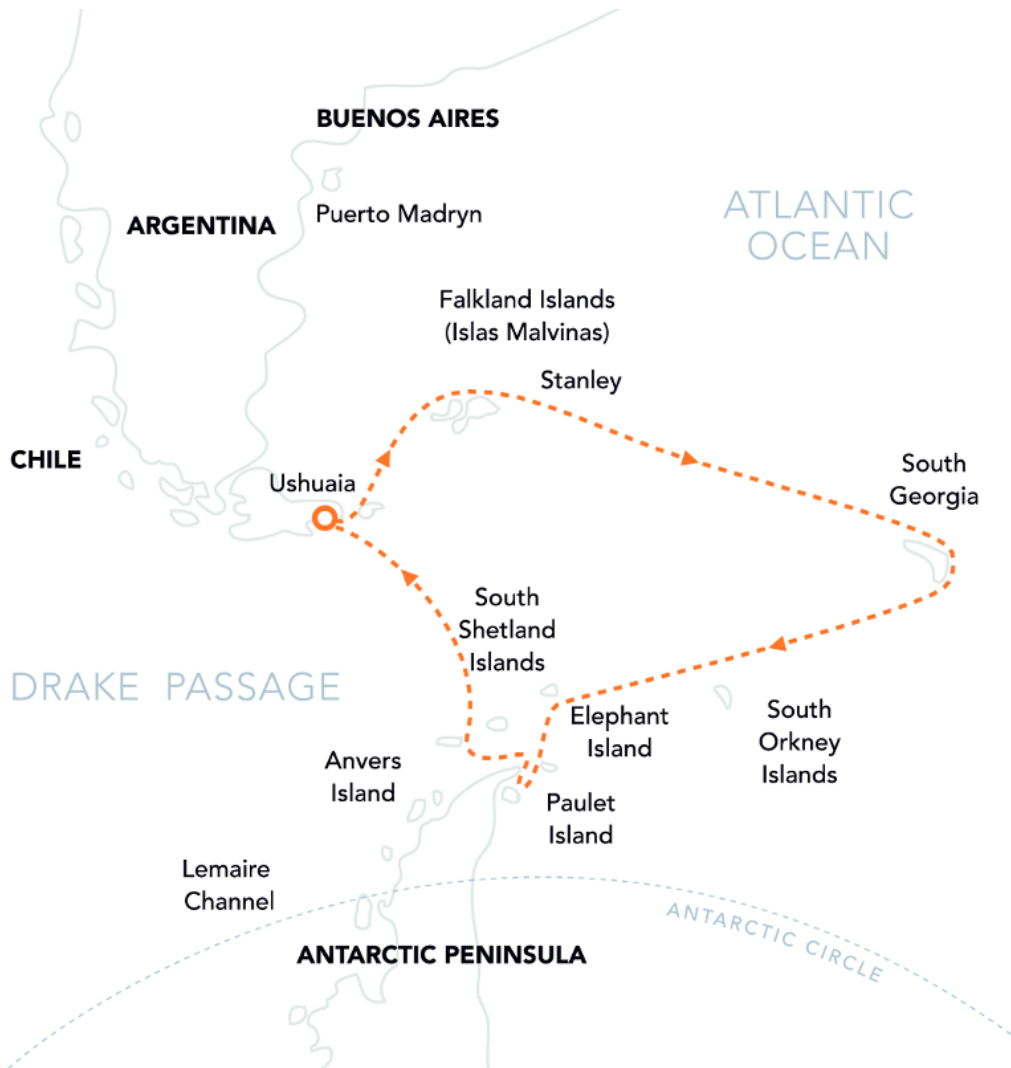 BUENOS AIRES
ARGENTINA
Puerto Madryn
ATLANTIC
OCEAN
Falkland Islands
(Islas Malvinas)
Stanley
CHILE
Ushuaia
South
Georgia
South
Shetland
Islands
DRAKE PASSAGE
Elephant
Island
South
Orkney
Islands
Anvers
Island
Paulet
Island
Lemaire
Channel
ANTARCTIC CIRCLE
ANTARCTIC PENINSULA